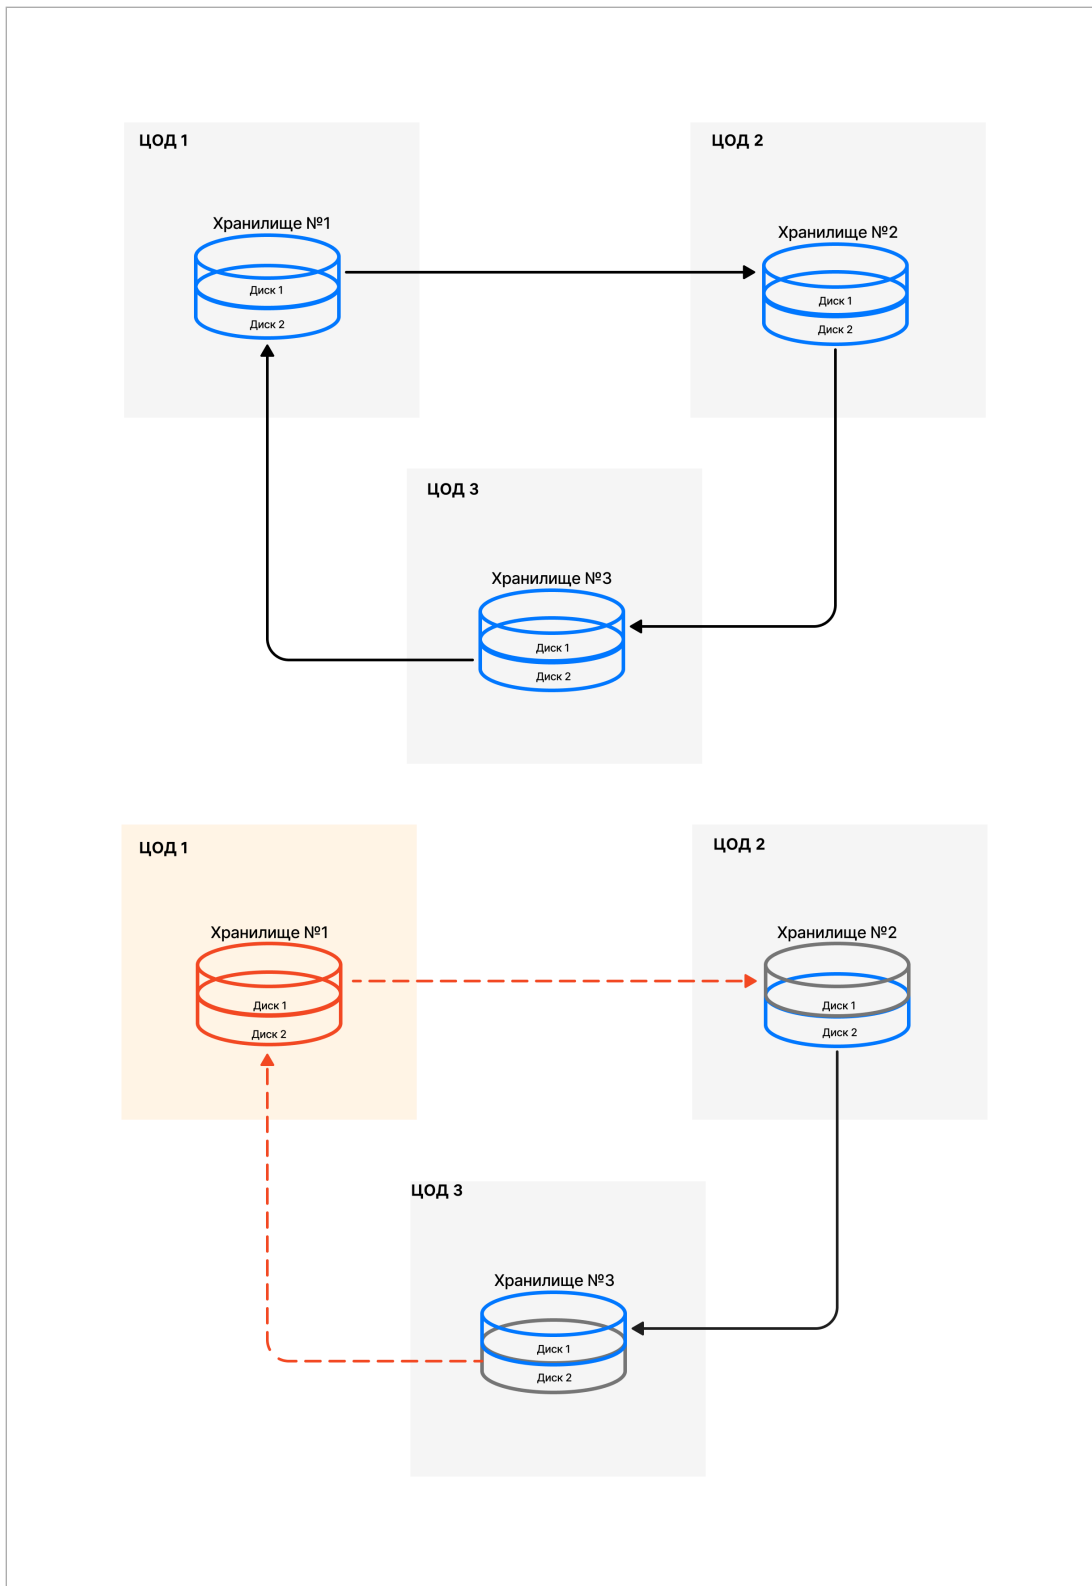 ЦОД 1
ЦОД 2
Хранилище №1
Хранилище №2
Диск 1
Диск 1
Диск 2
Диск 2
ЦОД 3
Хранилище №3
Диск 1
Диск 2
ЦОД 1
ЦОД 2
Хранилище №1
Хранилище №2
Диск 1
Диск 1
Диск 2
Диск 2
ЦОД 3
Хранилище №3
Диск 1
Диск 2